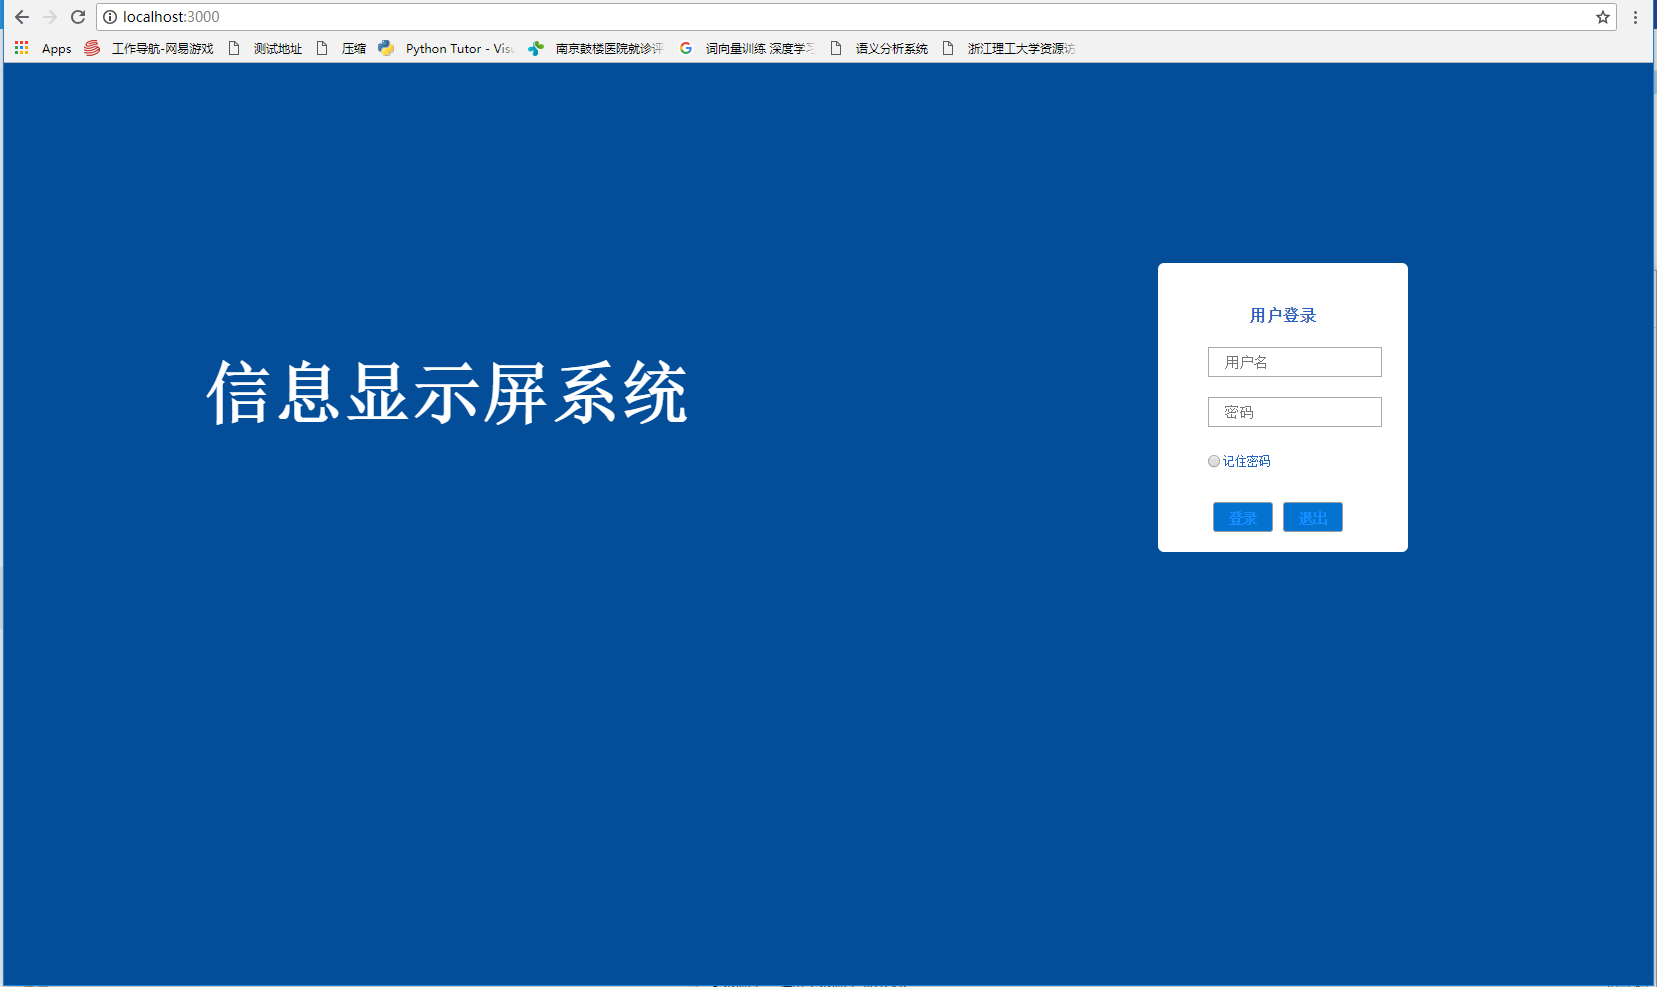 localhost:3000
Apps 工作导航-网易游戏 测试地址 压缩 Python Tutor - Visu 南京鼓楼医院就诊评 词向量训练 深度学习 语义分析系统 浙江理工大学资源访
用户登录
用户名
信息显示屏系统
密码
记住密码
登录 退出